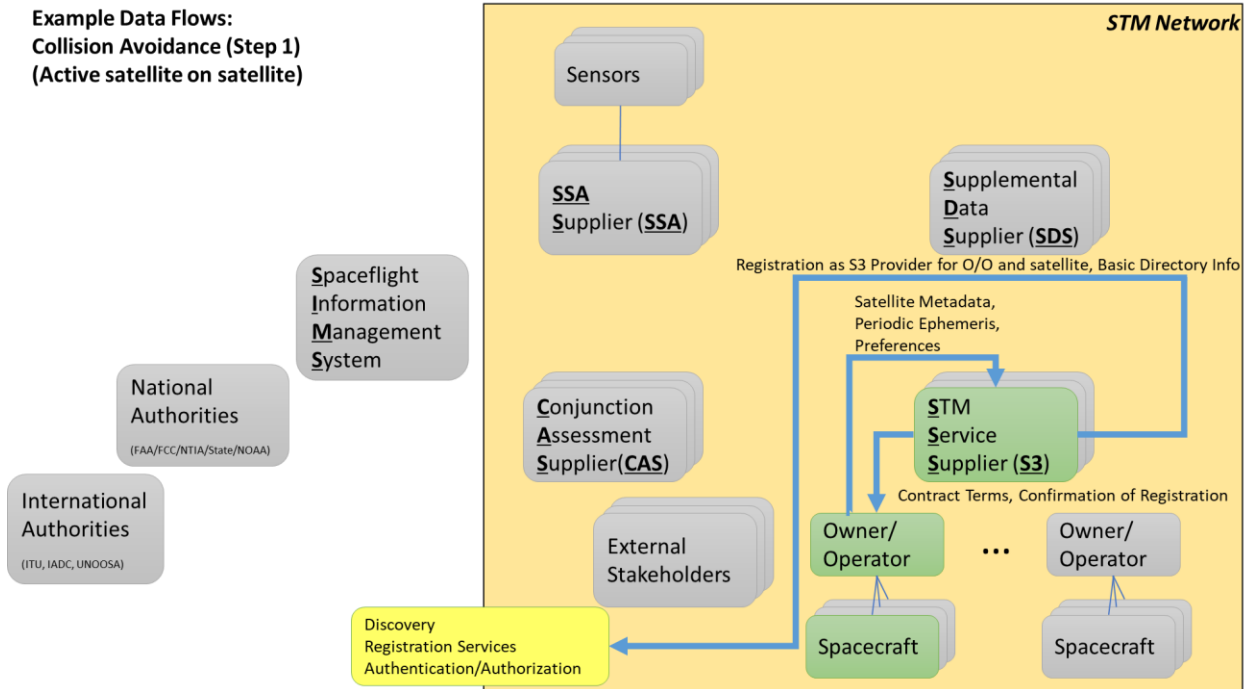 Example Data Flows:
Collision Avoidance (Step 1)
(Active satellite on satellite)
STM Network
Sensors
SSA
Supplier (SSA)
Supplemental
Data
Supplier (SDS)
Registration as S3 Provider for O/O and satellite, Basic Directory Info
Spaceflight
Information
Management
System
Satellite Metadata,
Periodic Ephemeris,
Preferences
National
Authorities
(FAA/FCC/NTIA/State/NOAA)
Conjunction
Assessment
Supplier(CAS)
STM
Service
Supplier (S3)
International
Authorities
(ITU, IADC, UNOOSA)
Contract Terms, Confirmation of Registration
External
Stakeholders
Owner/
Operator
...
Owner/
Operator
Discovery
Registration Services
Authentication/Authorization
Spacecraft
Spacecraft